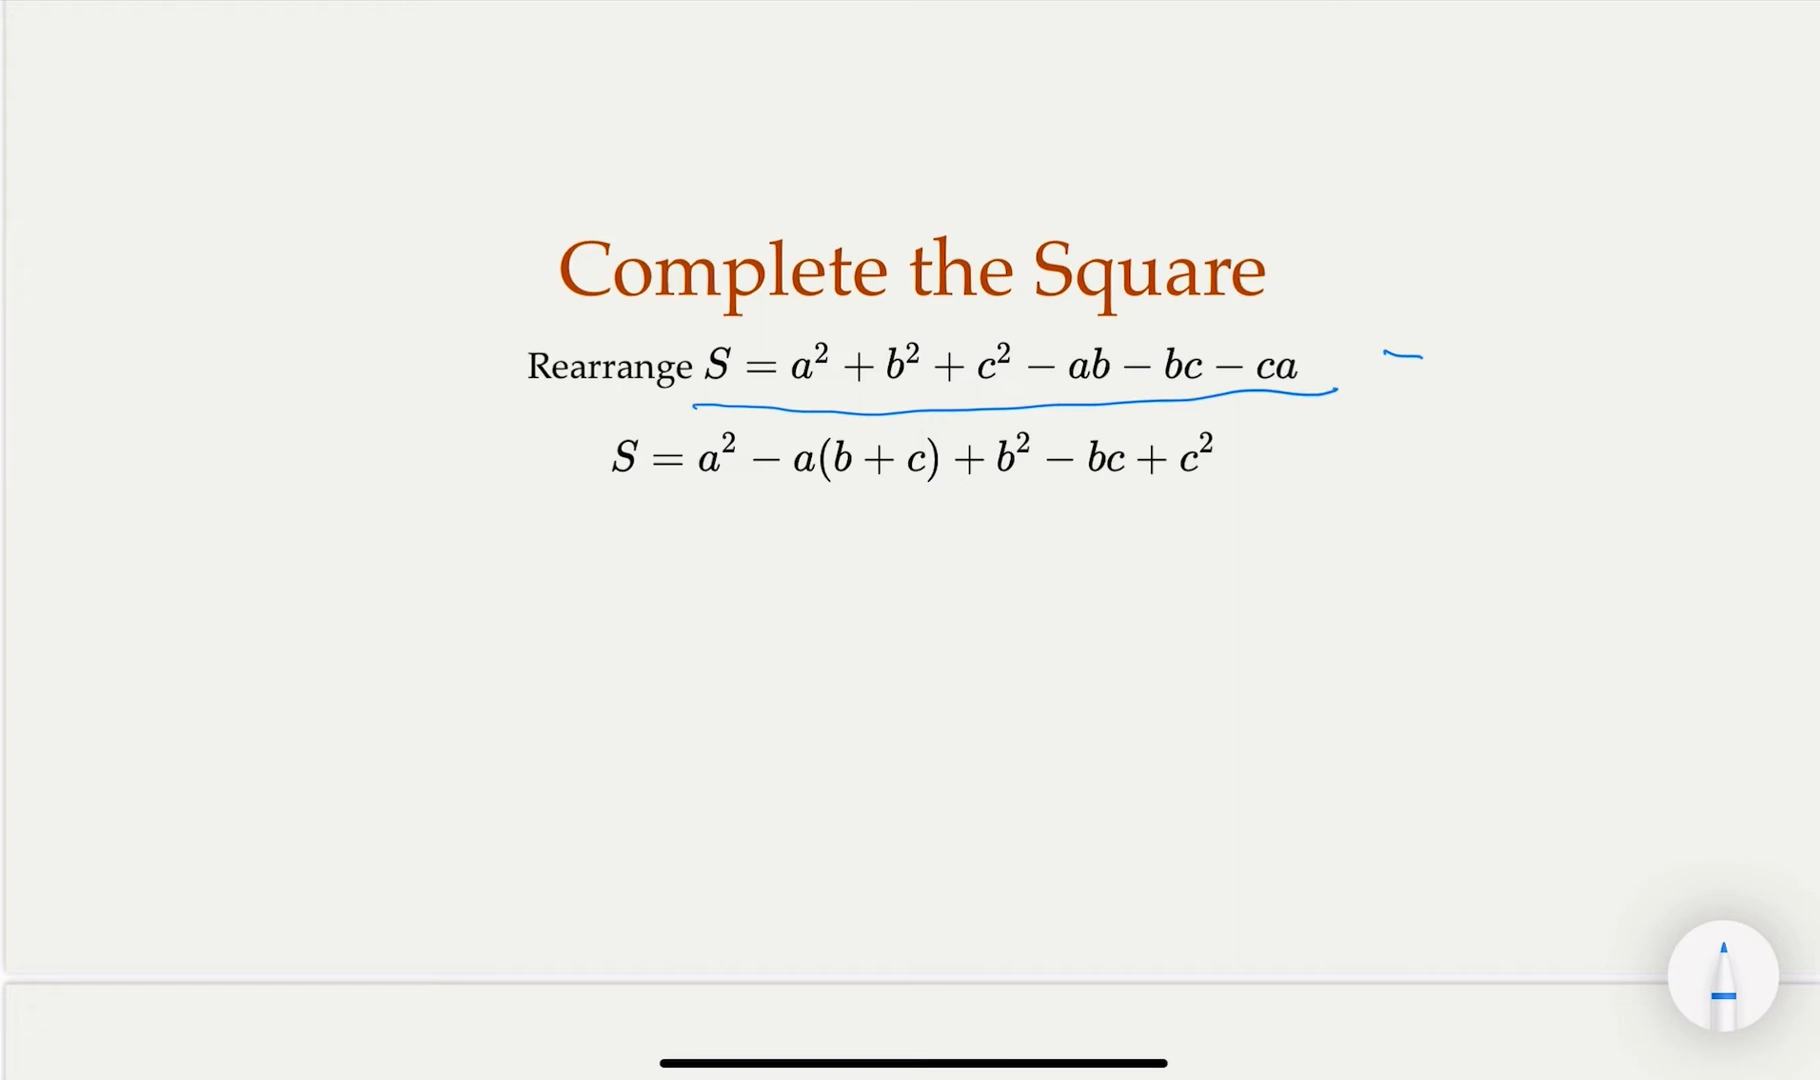 Complete the Square
Rearrange S = a² + b² + c² − ab − bc − ca
S = a² − a(b + c) + b² − bc + c²